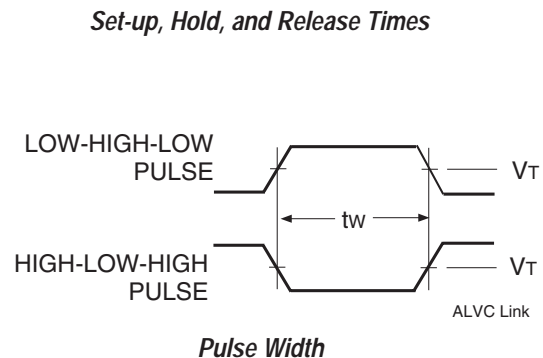 Set-up, Hold, and Release Times
LOW-HIGH-LOW
PULSE
VT
tw
HIGH-LOW-HIGH
PULSE
VT
ALVC Link
Pulse Width